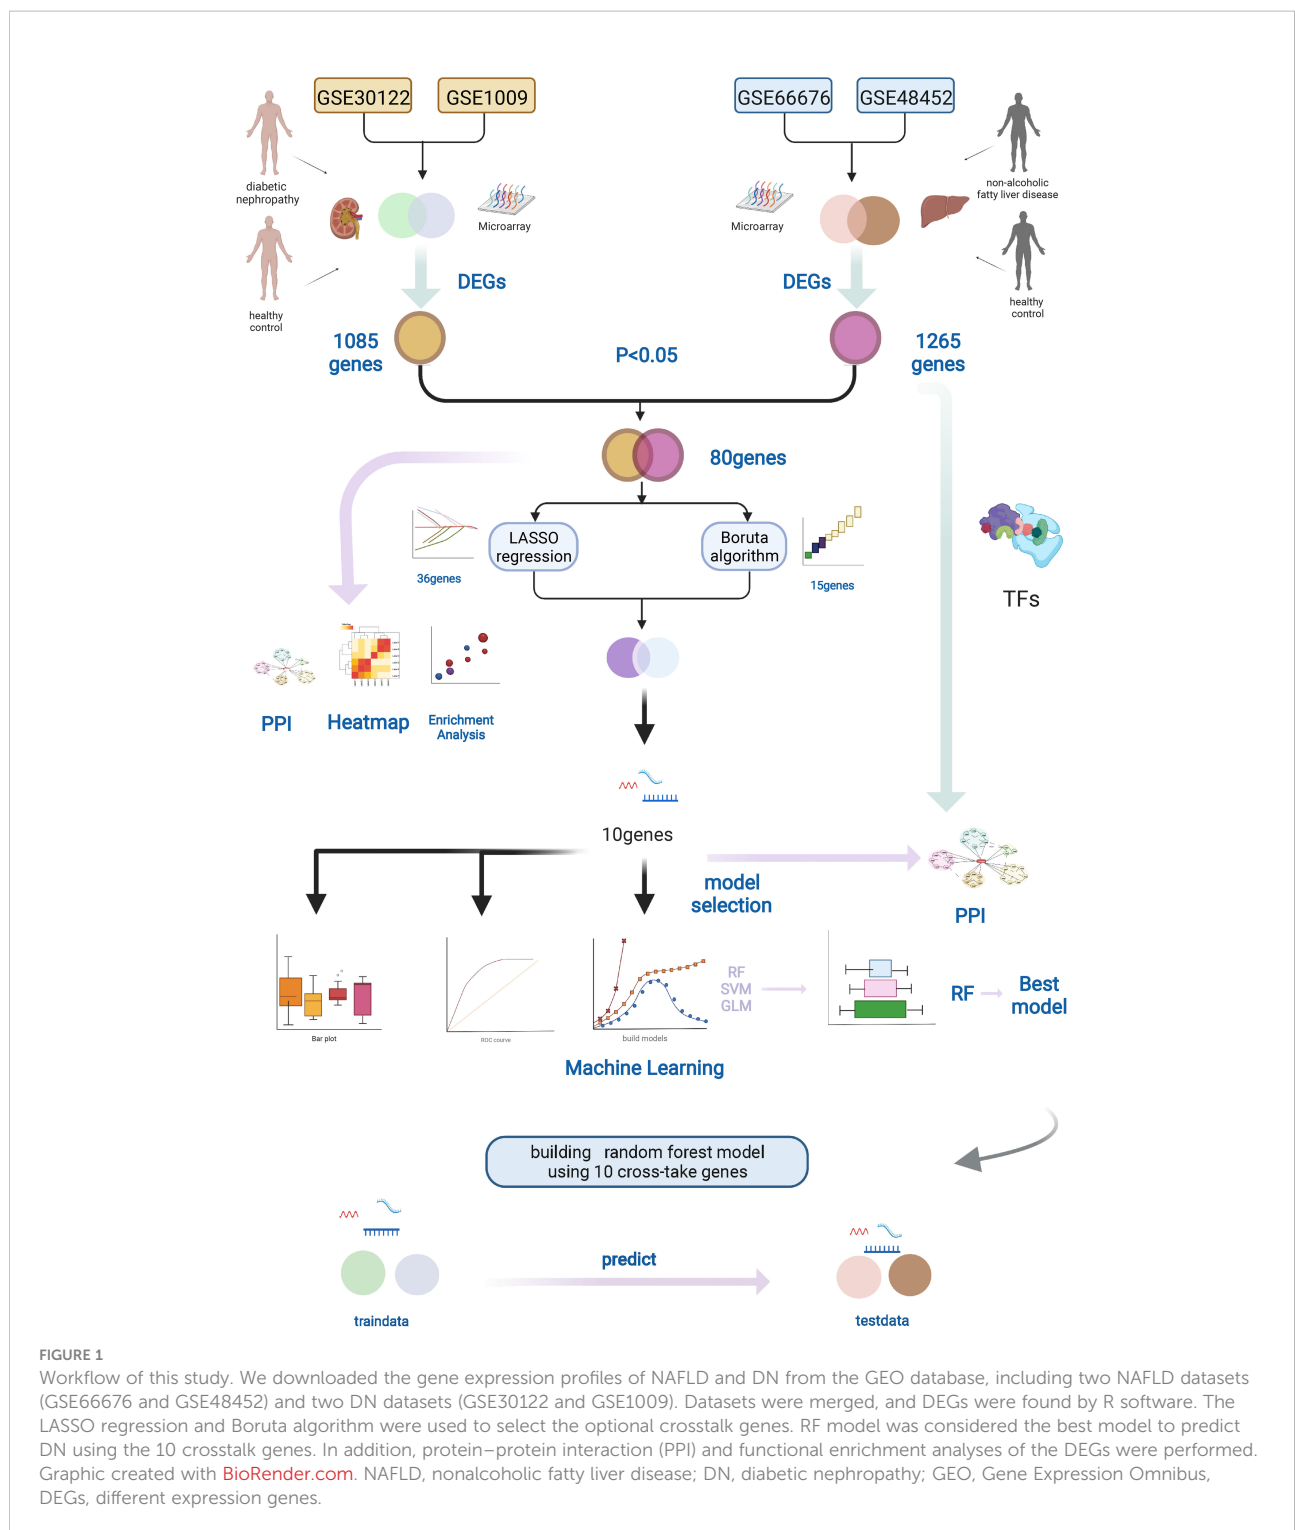 GSE30122
GSE1009
GSE66676
GSE48452
diabetic
nephropathy
Microarray
Microarray
non-alcoholic
fatty liver disease
healthy
control
DEGs
DEGs
healthy
control
1085
genes
P<0.05
1265
genes
80genes
LASSO
regression
Boruta
algorithm
36genes
15genes
TFs
PPI
Heatmap
Enrichment
Analysis
10genes
model
selection
PPI
RF
SVM
GLM
RF
Best
model
Bar plot
ROC courve
build models
Machine Learning
building random forest model
using 10 cross-take genes
predict
traindata
testdata
FIGURE 1
Workflow of this study. We downloaded the gene expression profiles of NAFLD and DN from the GEO database, including two NAFLD datasets
(GSE66676 and GSE48452) and two DN datasets (GSE30122 and GSE1009). Datasets were merged, and DEGs were found by R software. The
LASSO regression and Boruta algorithm were used to select the optional crosstalk genes. RF model was considered the best model to predict
DN using the 10 crosstalk genes. In addition, protein–protein interaction (PPI) and functional enrichment analyses of the DEGs were performed.
Graphic created with BioRender.com. NAFLD, nonalcoholic fatty liver disease; DN, diabetic nephropathy; GEO, Gene Expression Omnibus,
DEGs, different expression genes.